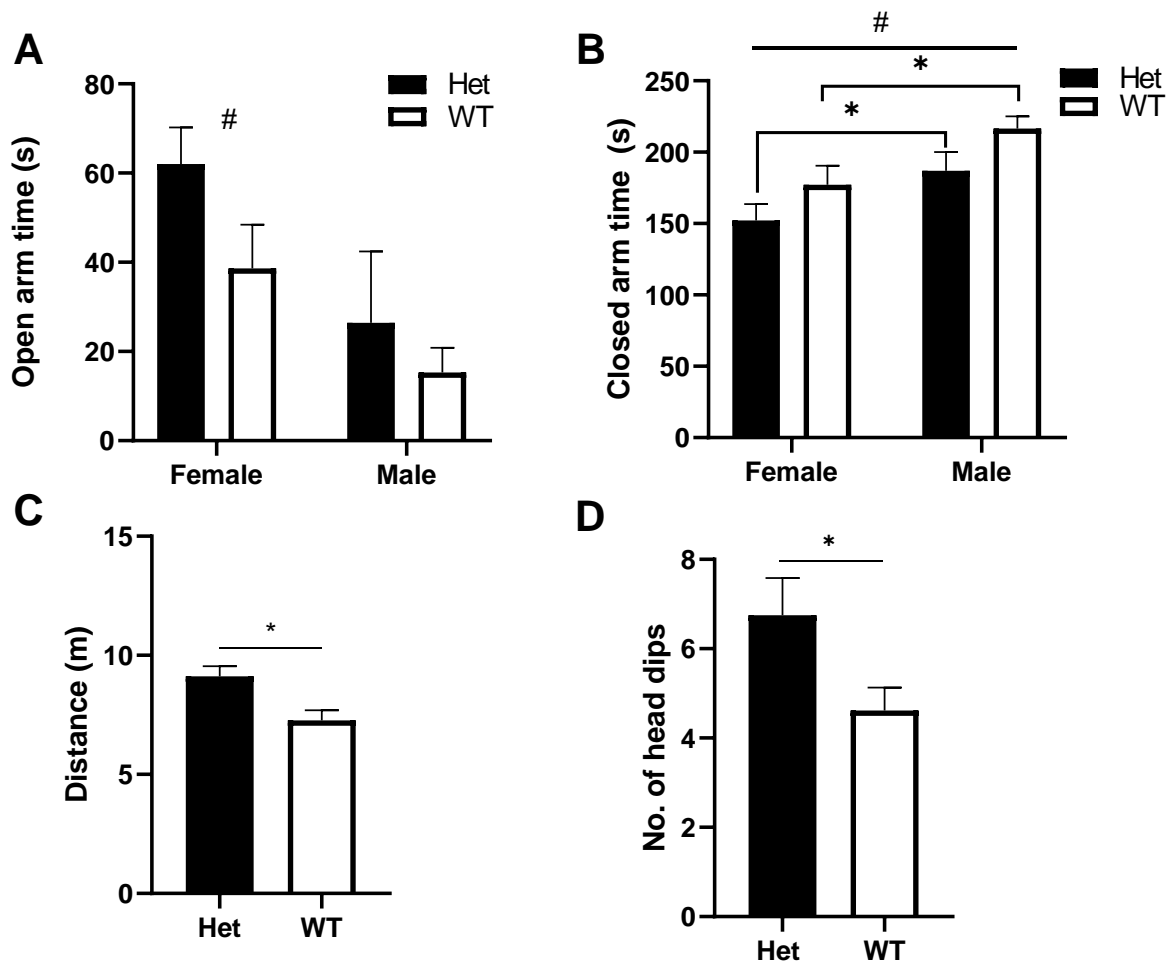 A
Open arm time (s)
80
60
40
20
0
#
Het
WT
Female
Male
B
Closed arm time (s)
250
200
150
100
50
0
#
*
*
Het
WT
Female
Male
C
Distance (m)
15
10
5
0
*
Het
WT
D
No. of head dips
8
6
4
2
0
*
Het
WT